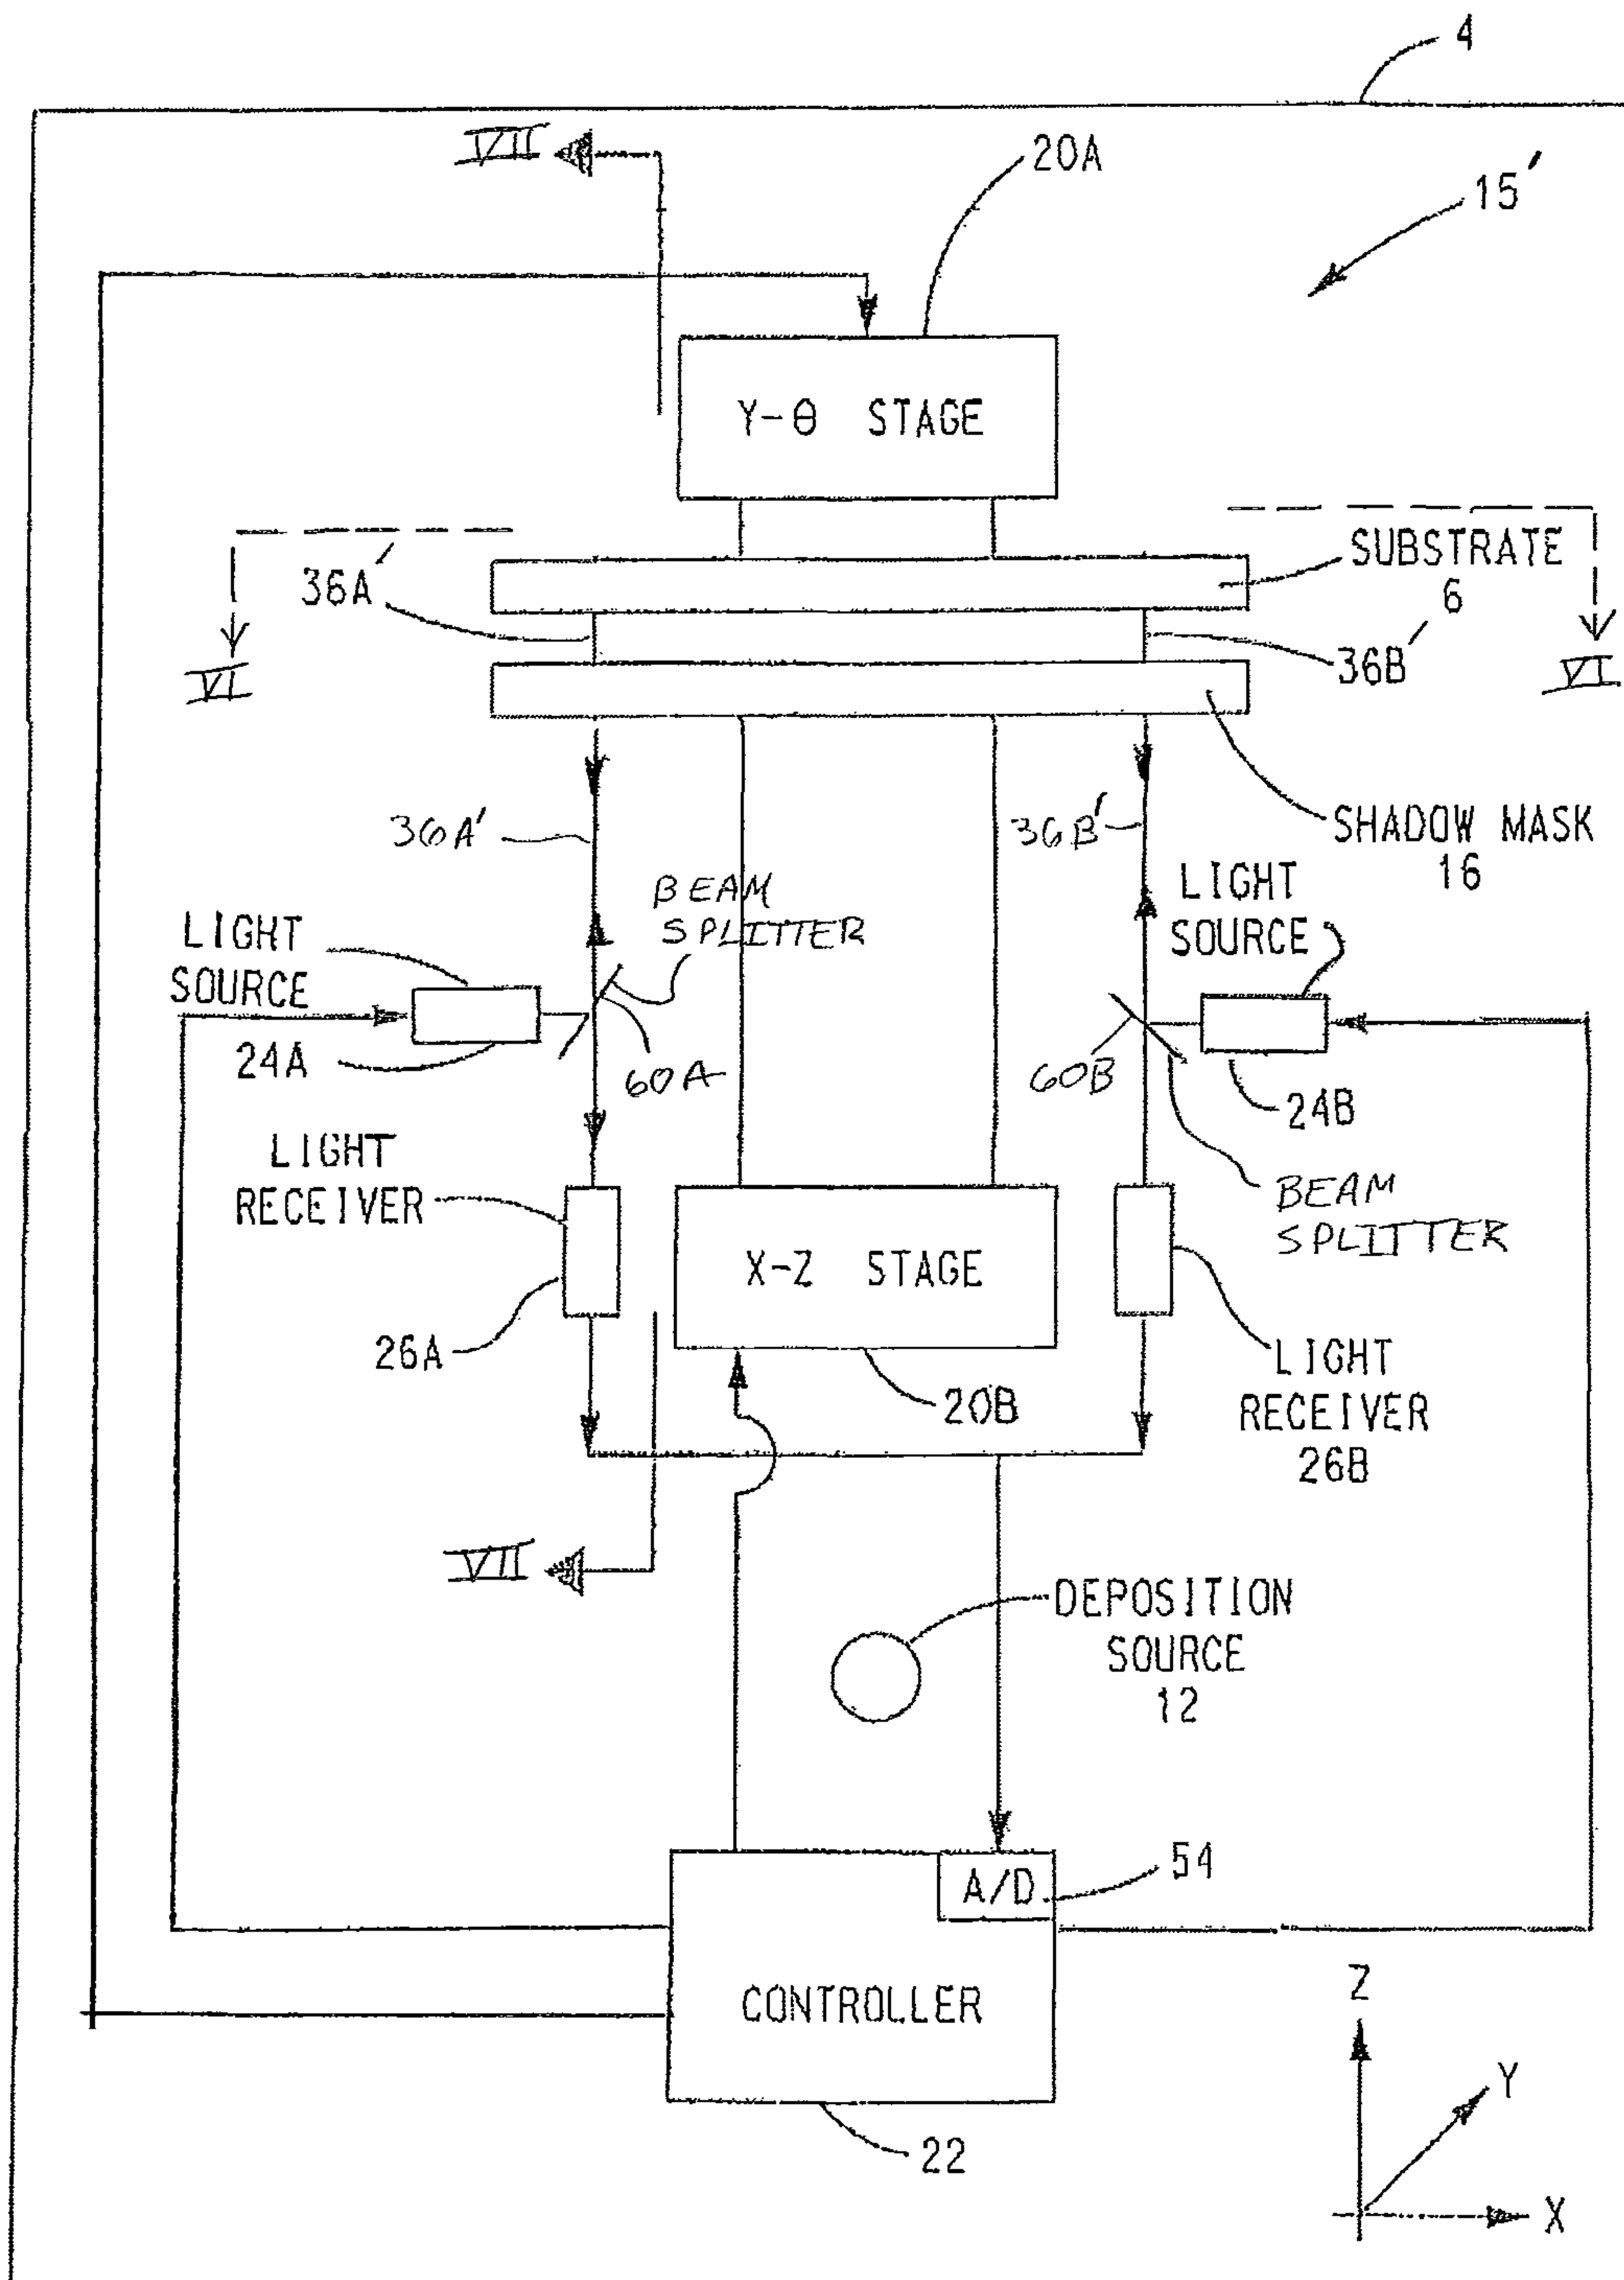 4
VII
20A
15'
Y-θ STAGE
SUBSTRATE
6
36A'
36B'
VI
VI
36A'
36B'
SHADOW MASK
16
BEAM
SPLITTER
LIGHT
SOURCE
LIGHT
SOURCE
24A
60A
60B
24B
LIGHT
RECEIVER
BEAM
SPLITTER
X-Z STAGE
26A
20B
LIGHT
RECEIVER
26B
VII
DEPOSITION
SOURCE
12
A/D
54
CONTROLLER
22
Z
Y
X